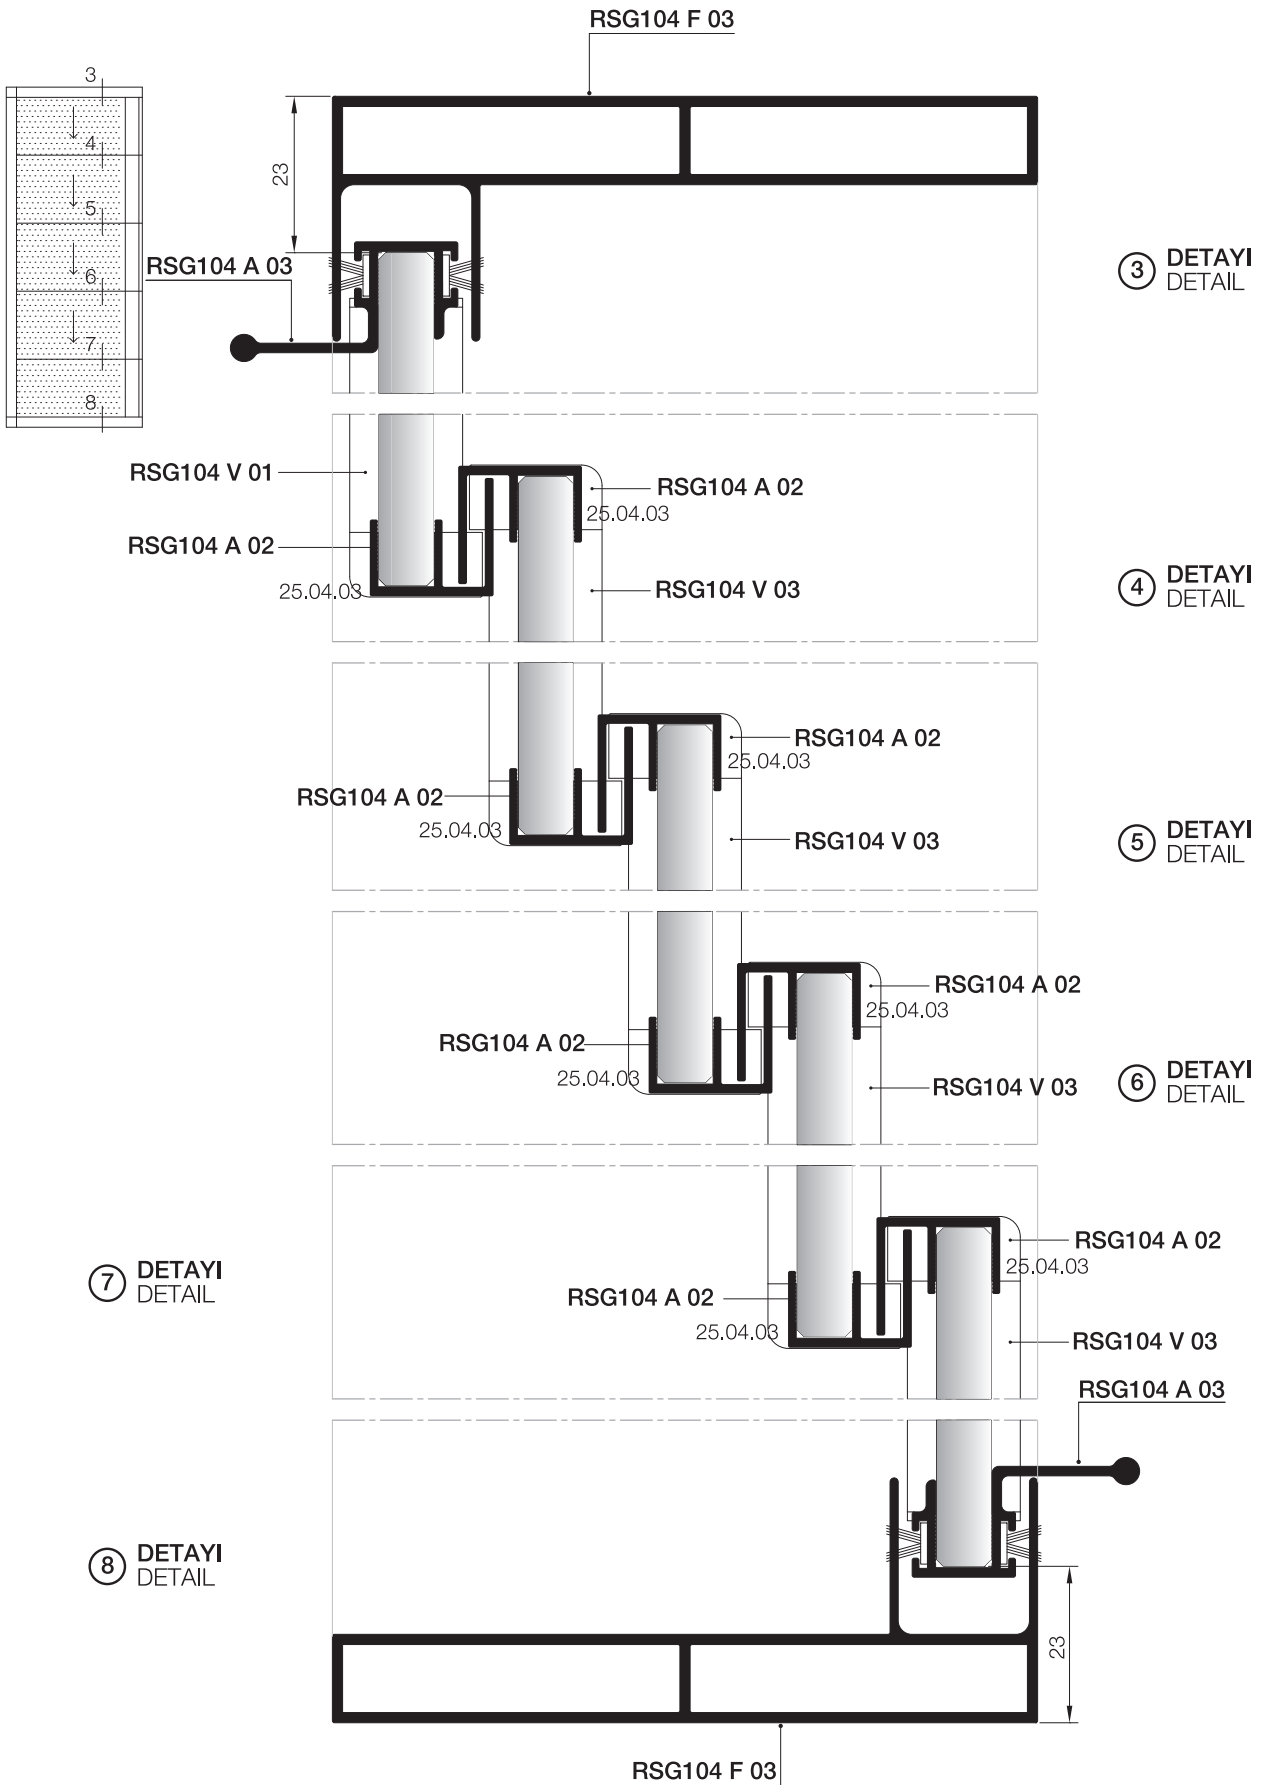 RSG104 F 03
3
4
5
6
7
8
23
RSG104 A 03
3 DETAYI
DETAIL
RSG104 V 01
RSG104 A 02
25.04.03
RSG104 A 02
25.04.03
RSG104 V 03
4 DETAYI
DETAIL
RSG104 A 02
25.04.03
RSG104 A 02
25.04.03
RSG104 V 03
5 DETAYI
DETAIL
RSG104 A 02
25.04.03
RSG104 A 02
25.04.03
RSG104 V 03
6 DETAYI
DETAIL
7 DETAYI
DETAIL
RSG104 A 02
25.04.03
RSG104 A 02
25.04.03
RSG104 V 03
RSG104 A 03
8 DETAYI
DETAIL
23
RSG104 F 03